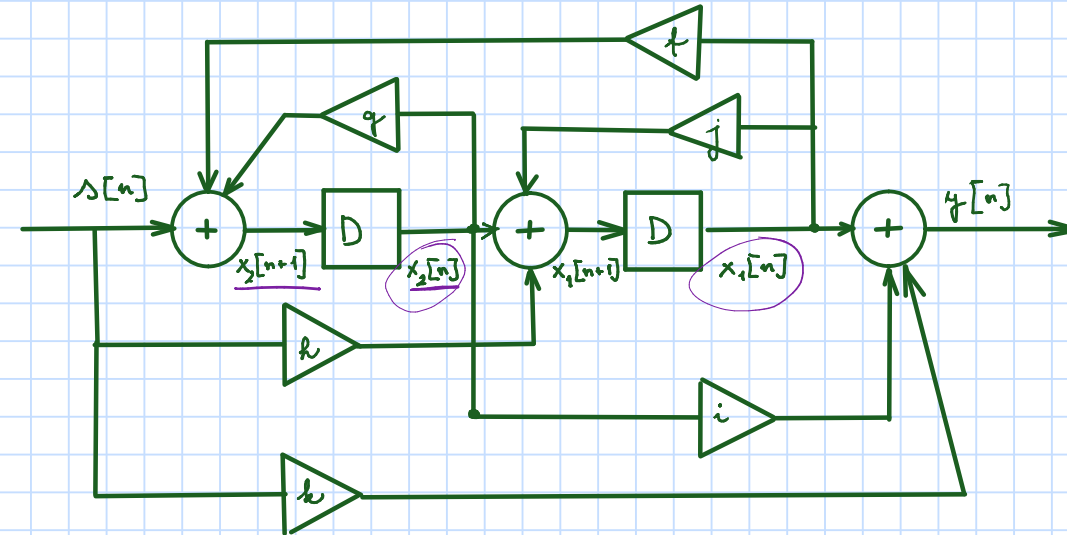 t
q
j
s[n]
y[n]
+
D
+
D
+
x₂[n+1]
x₂[n]
x₁[n+1]
x₁[n]
h
i
k